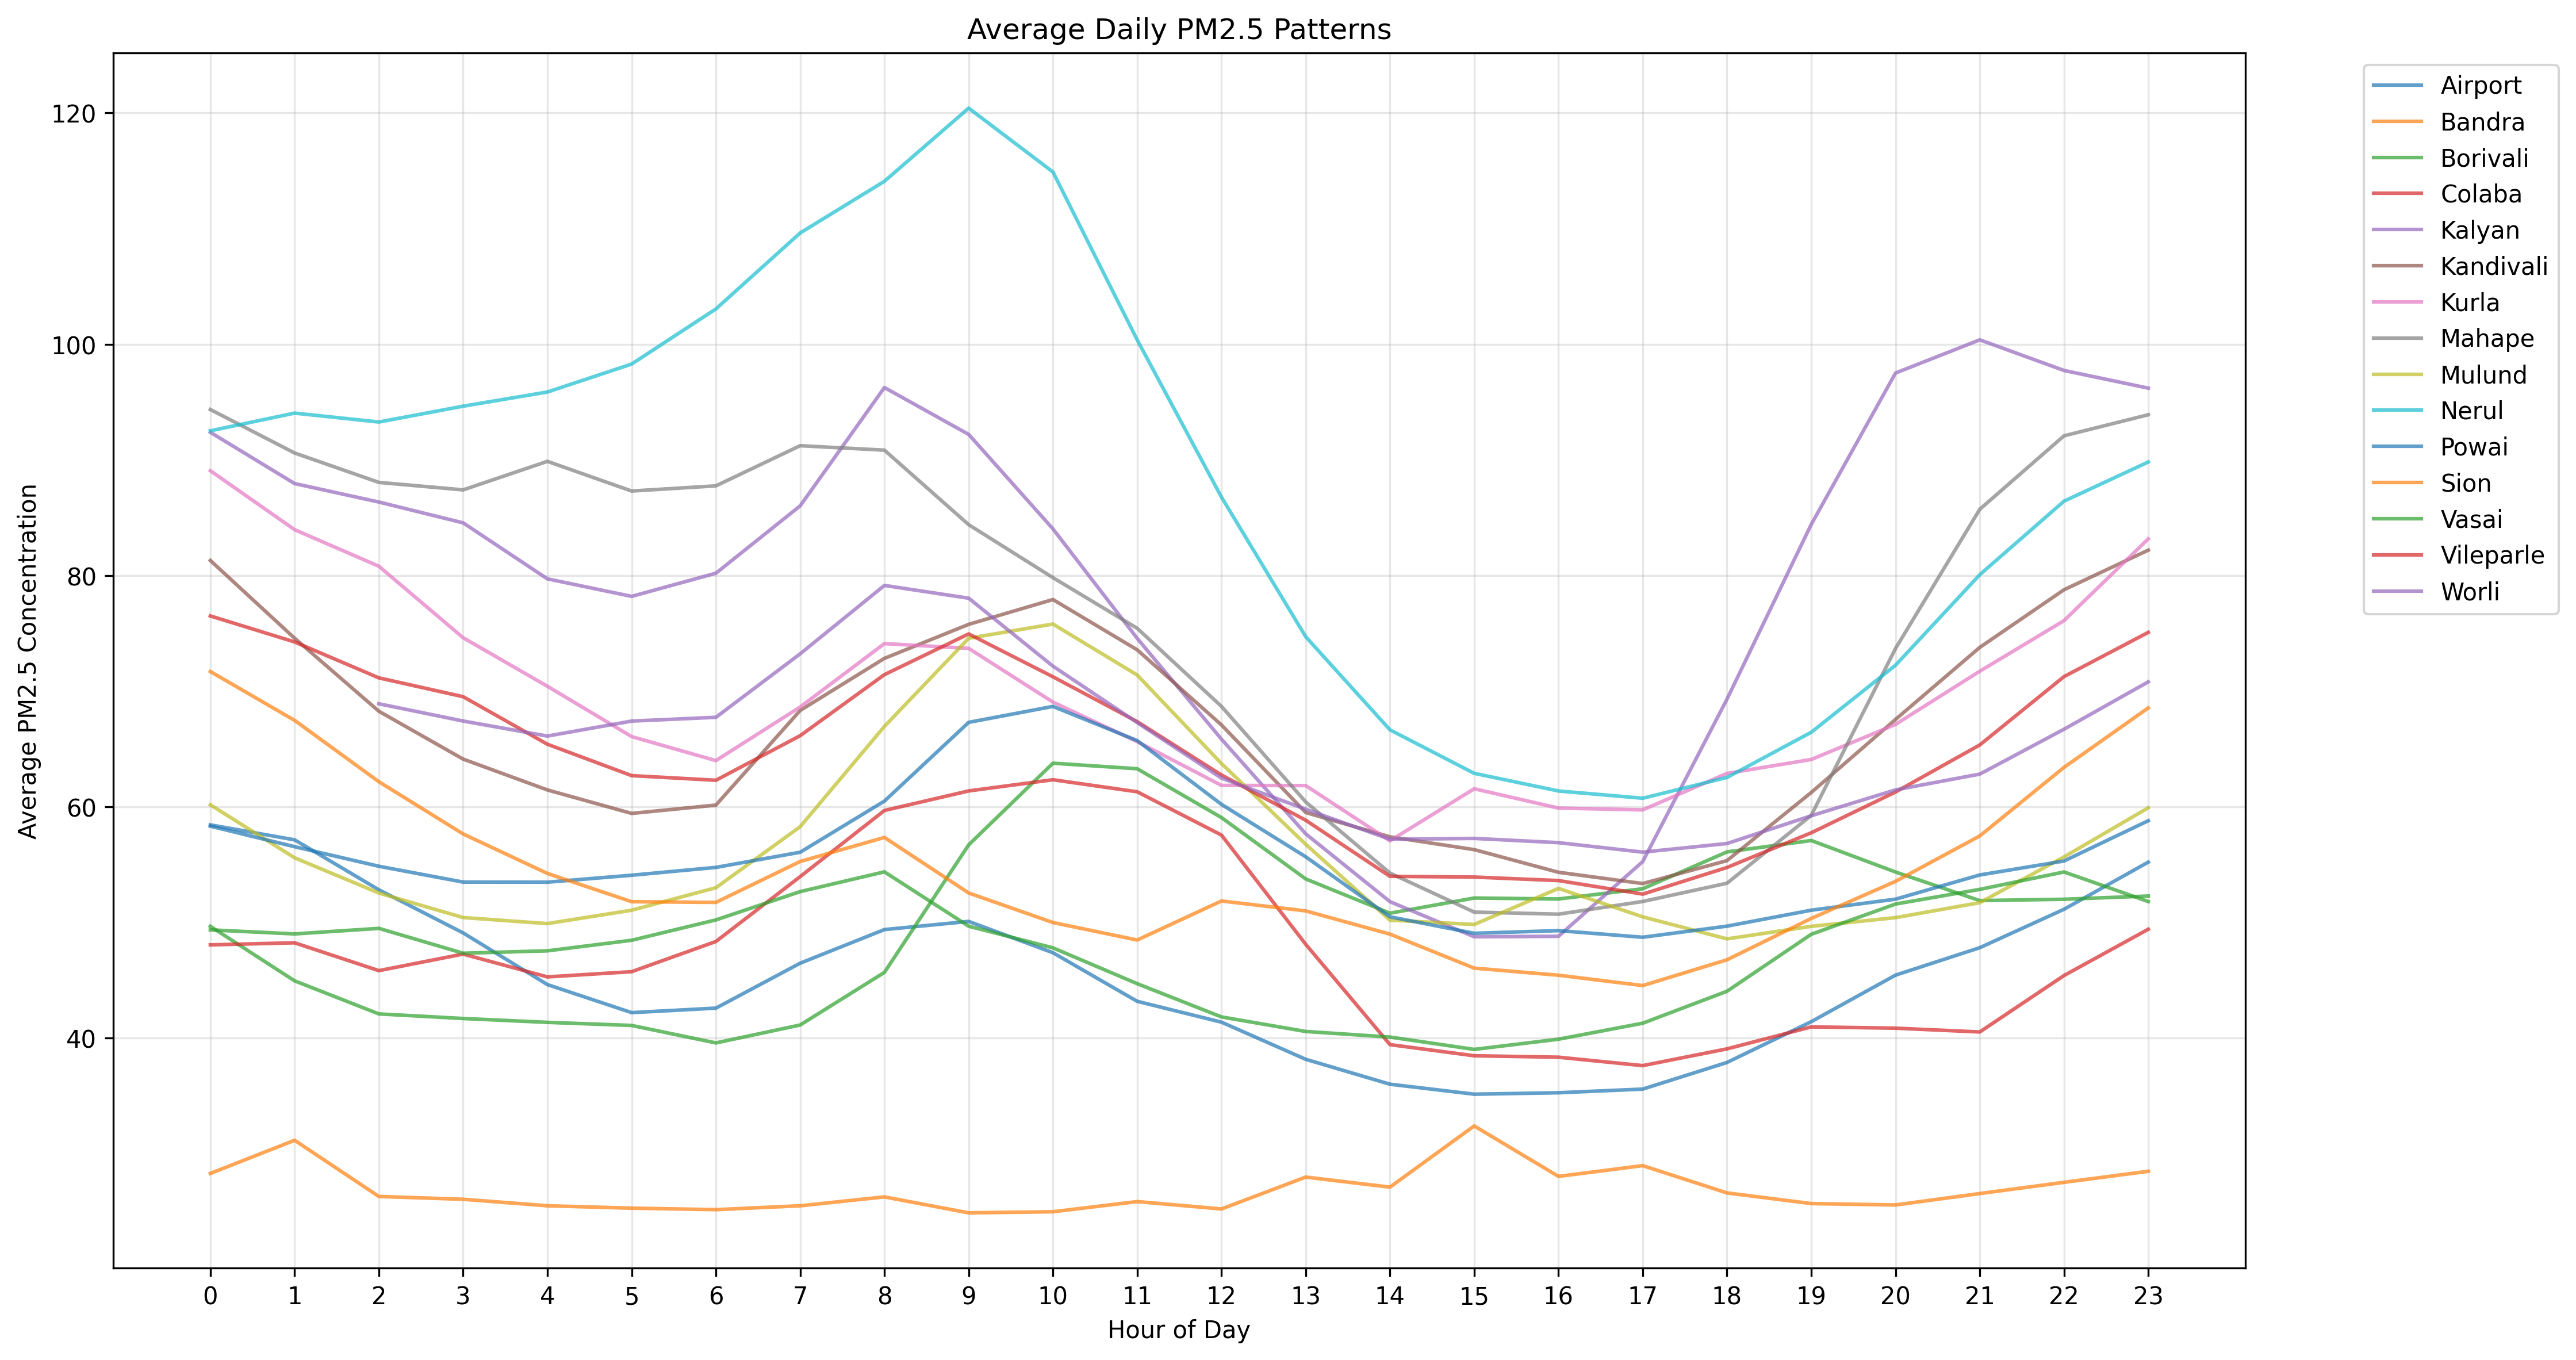 Average Daily PM2.5 Patterns
Average PM2.5 Concentration
120
100
80
60
40
0 1 2 3 4 5 6 7 8 9 10 11 12 13 14 15 16 17 18 19 20 21 22 23
Hour of Day
Airport
Bandra
Borivali
Colaba
Kalyan
Kandivali
Kurla
Mahape
Mulund
Nerul
Powai
Sion
Vasai
Vileparle
Worli